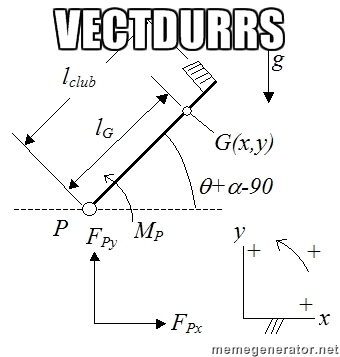 VECTDURRS
g
l_club
l_G
G(x,y)
θ+α-90
P F_Py M_P
y
+ +
F_Px
+
x
memegenerator.net